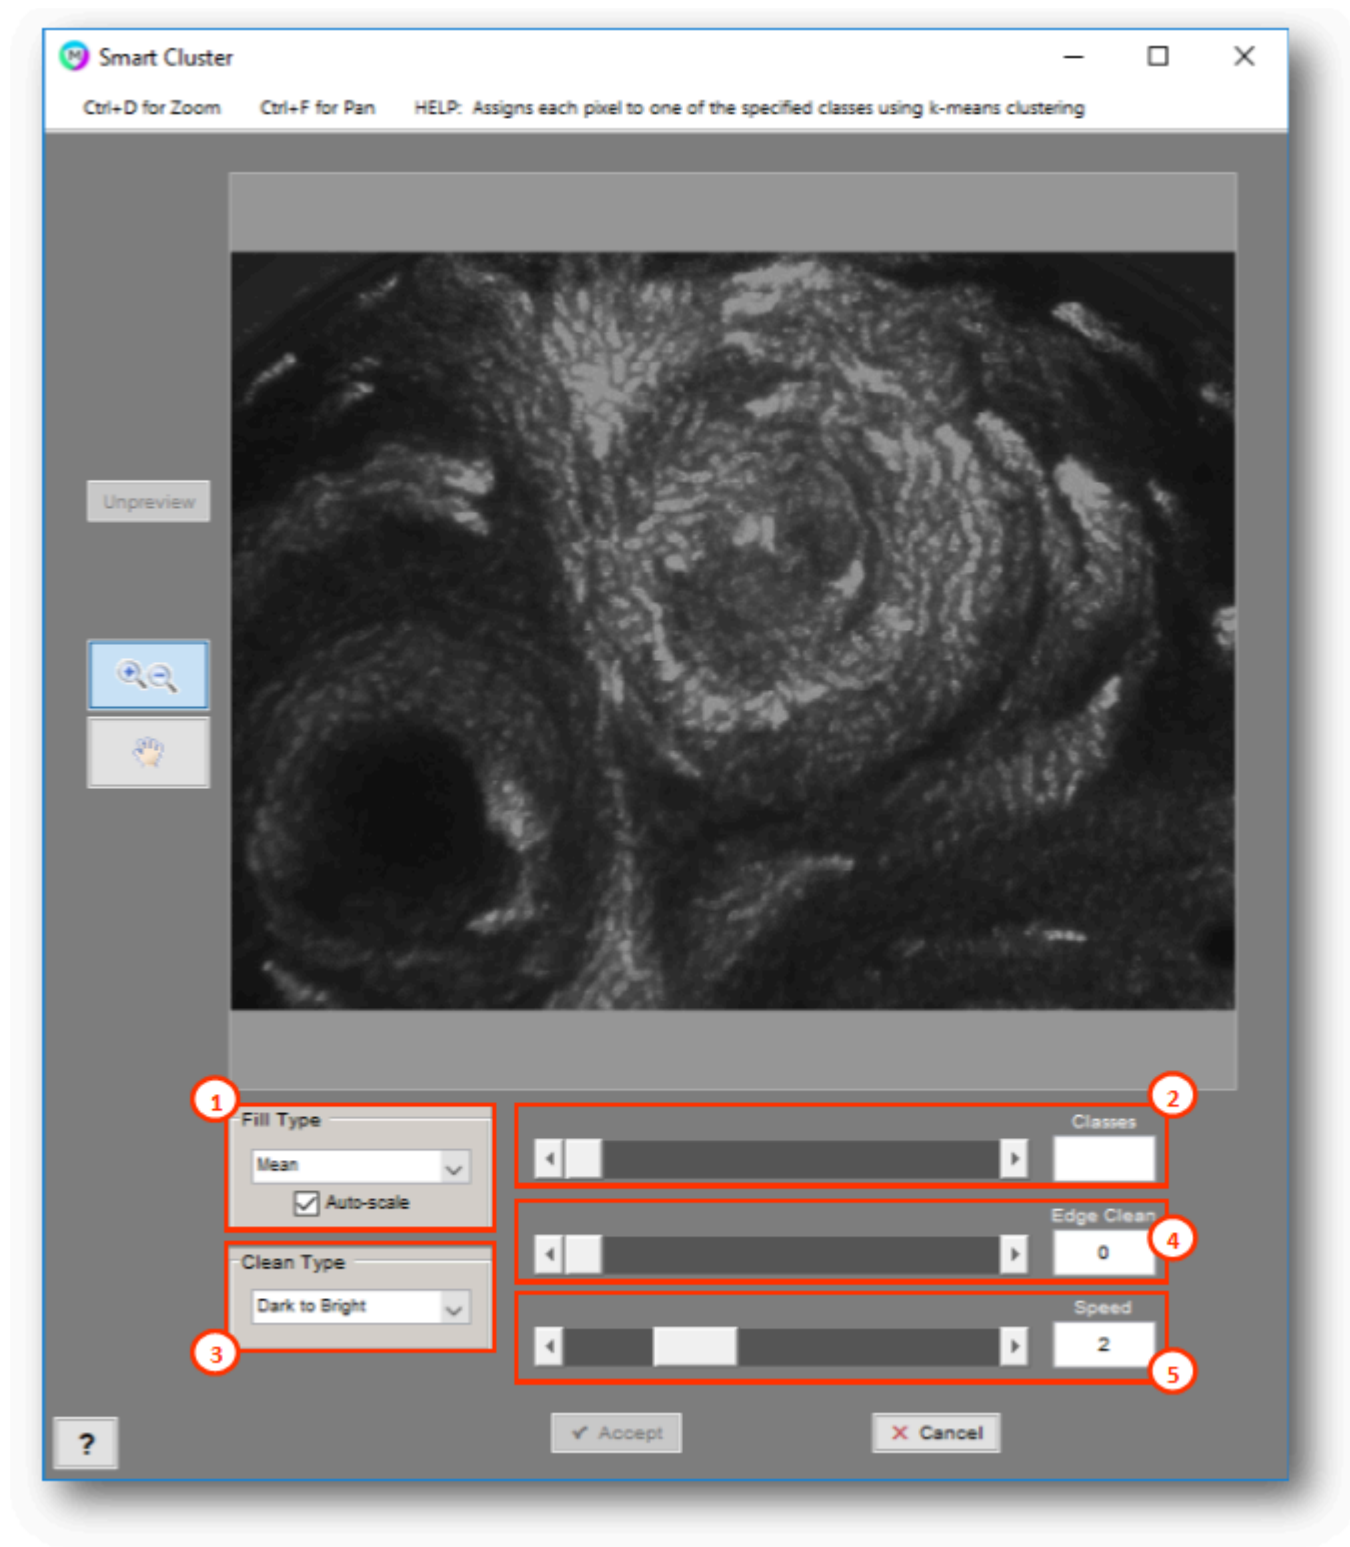 Smart Cluster
Ctrl+D for Zoom Ctrl+F for Pan HELP: Assigns each pixel to one of the specified classes using k-means clustering
Unpreview
1
Fill Type
Mean
Auto-scale
2
Classes
Clean Type
Dark to Bright
3
Edge Clean
0
4
Speed
2
5
?
Accept
Cancel